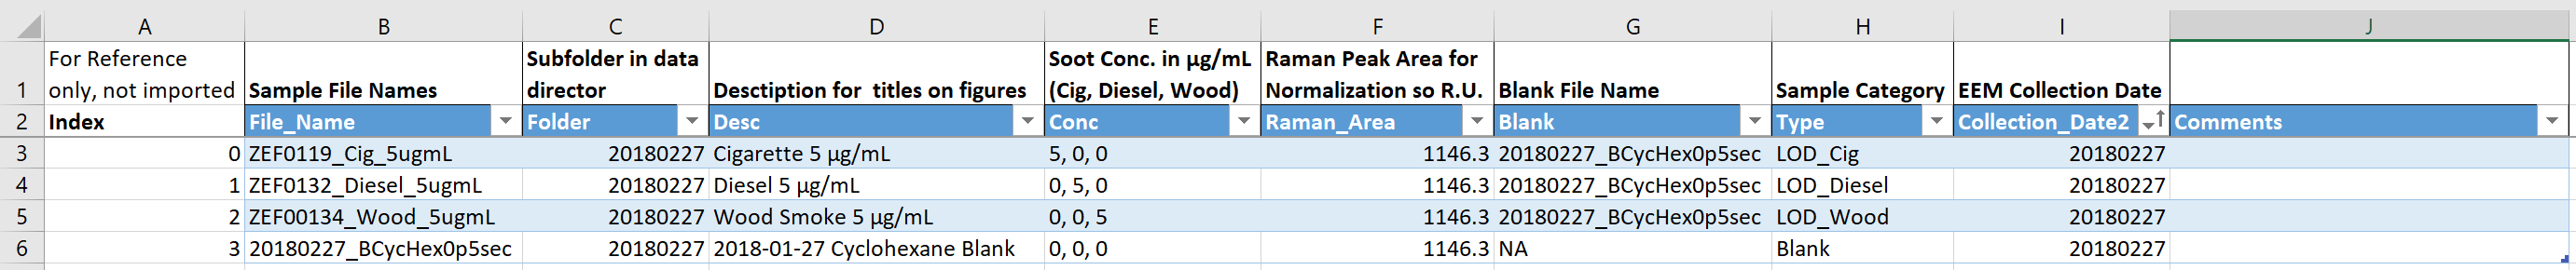 A B C D E F G H I J
1 For Reference only, not imported Sample File Names Subfolder in data director Desctiption for titles on figures Soot Conc. in µg/mL (Cig, Diesel, Wood) Raman Peak Area for Normalization so R.U. Blank File Name Sample Category EEM Collection Date
2 Index File_Name Folder Desc Conc Raman_Area Blank Type Collection_Date2 Comments
3 0 ZEF0119_Cig_5ugmL 20180227 Cigarette 5 µg/mL 5, 0, 0 1146.3 20180227_BCycHex0p5sec LOD_Cig 20180227
4 1 ZEF0132_Diesel_5ugmL 20180227 Diesel 5 µg/mL 0, 5, 0 1146.3 20180227_BCycHex0p5sec LOD_Diesel 20180227
5 2 ZEF00134_Wood_5ugmL 20180227 Wood Smoke 5 µg/mL 0, 0, 5 1146.3 20180227_BCycHex0p5sec LOD_Wood 20180227
6 3 20180227_BCycHex0p5sec 20180227 2018-01-27 Cyclohexane Blank 0, 0, 0 1146.3 NA Blank 20180227